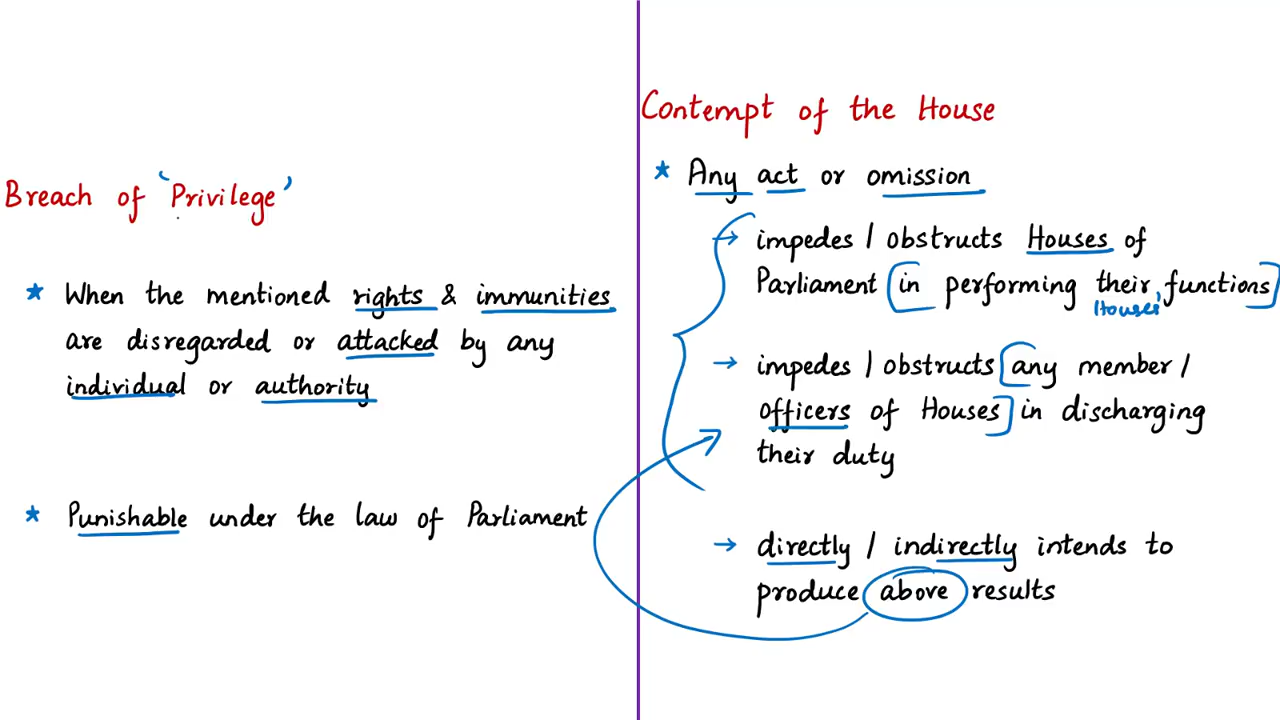 Breach of 'Privilege'
* When the mentioned rights & immunities
are disregarded or attacked by any
individual or authority
* Punishable under the law of Parliament
Contempt of the House
* Any act or omission
→ impedes / obstructs Houses of
Parliament [in performing their functions]
Houses'
→ impedes / obstructs [any member /
officers of Houses] in discharging
their duty
→ directly / indirectly intends to
produce above results